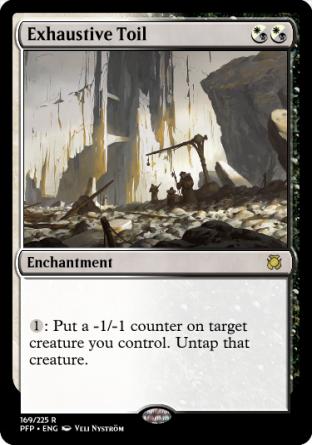 Exhaustive Toil
Enchantment
1: Put a -1/-1 counter on target
creature you control. Untap that
creature.
169/225 R
PFP • ENG Veli Nyström